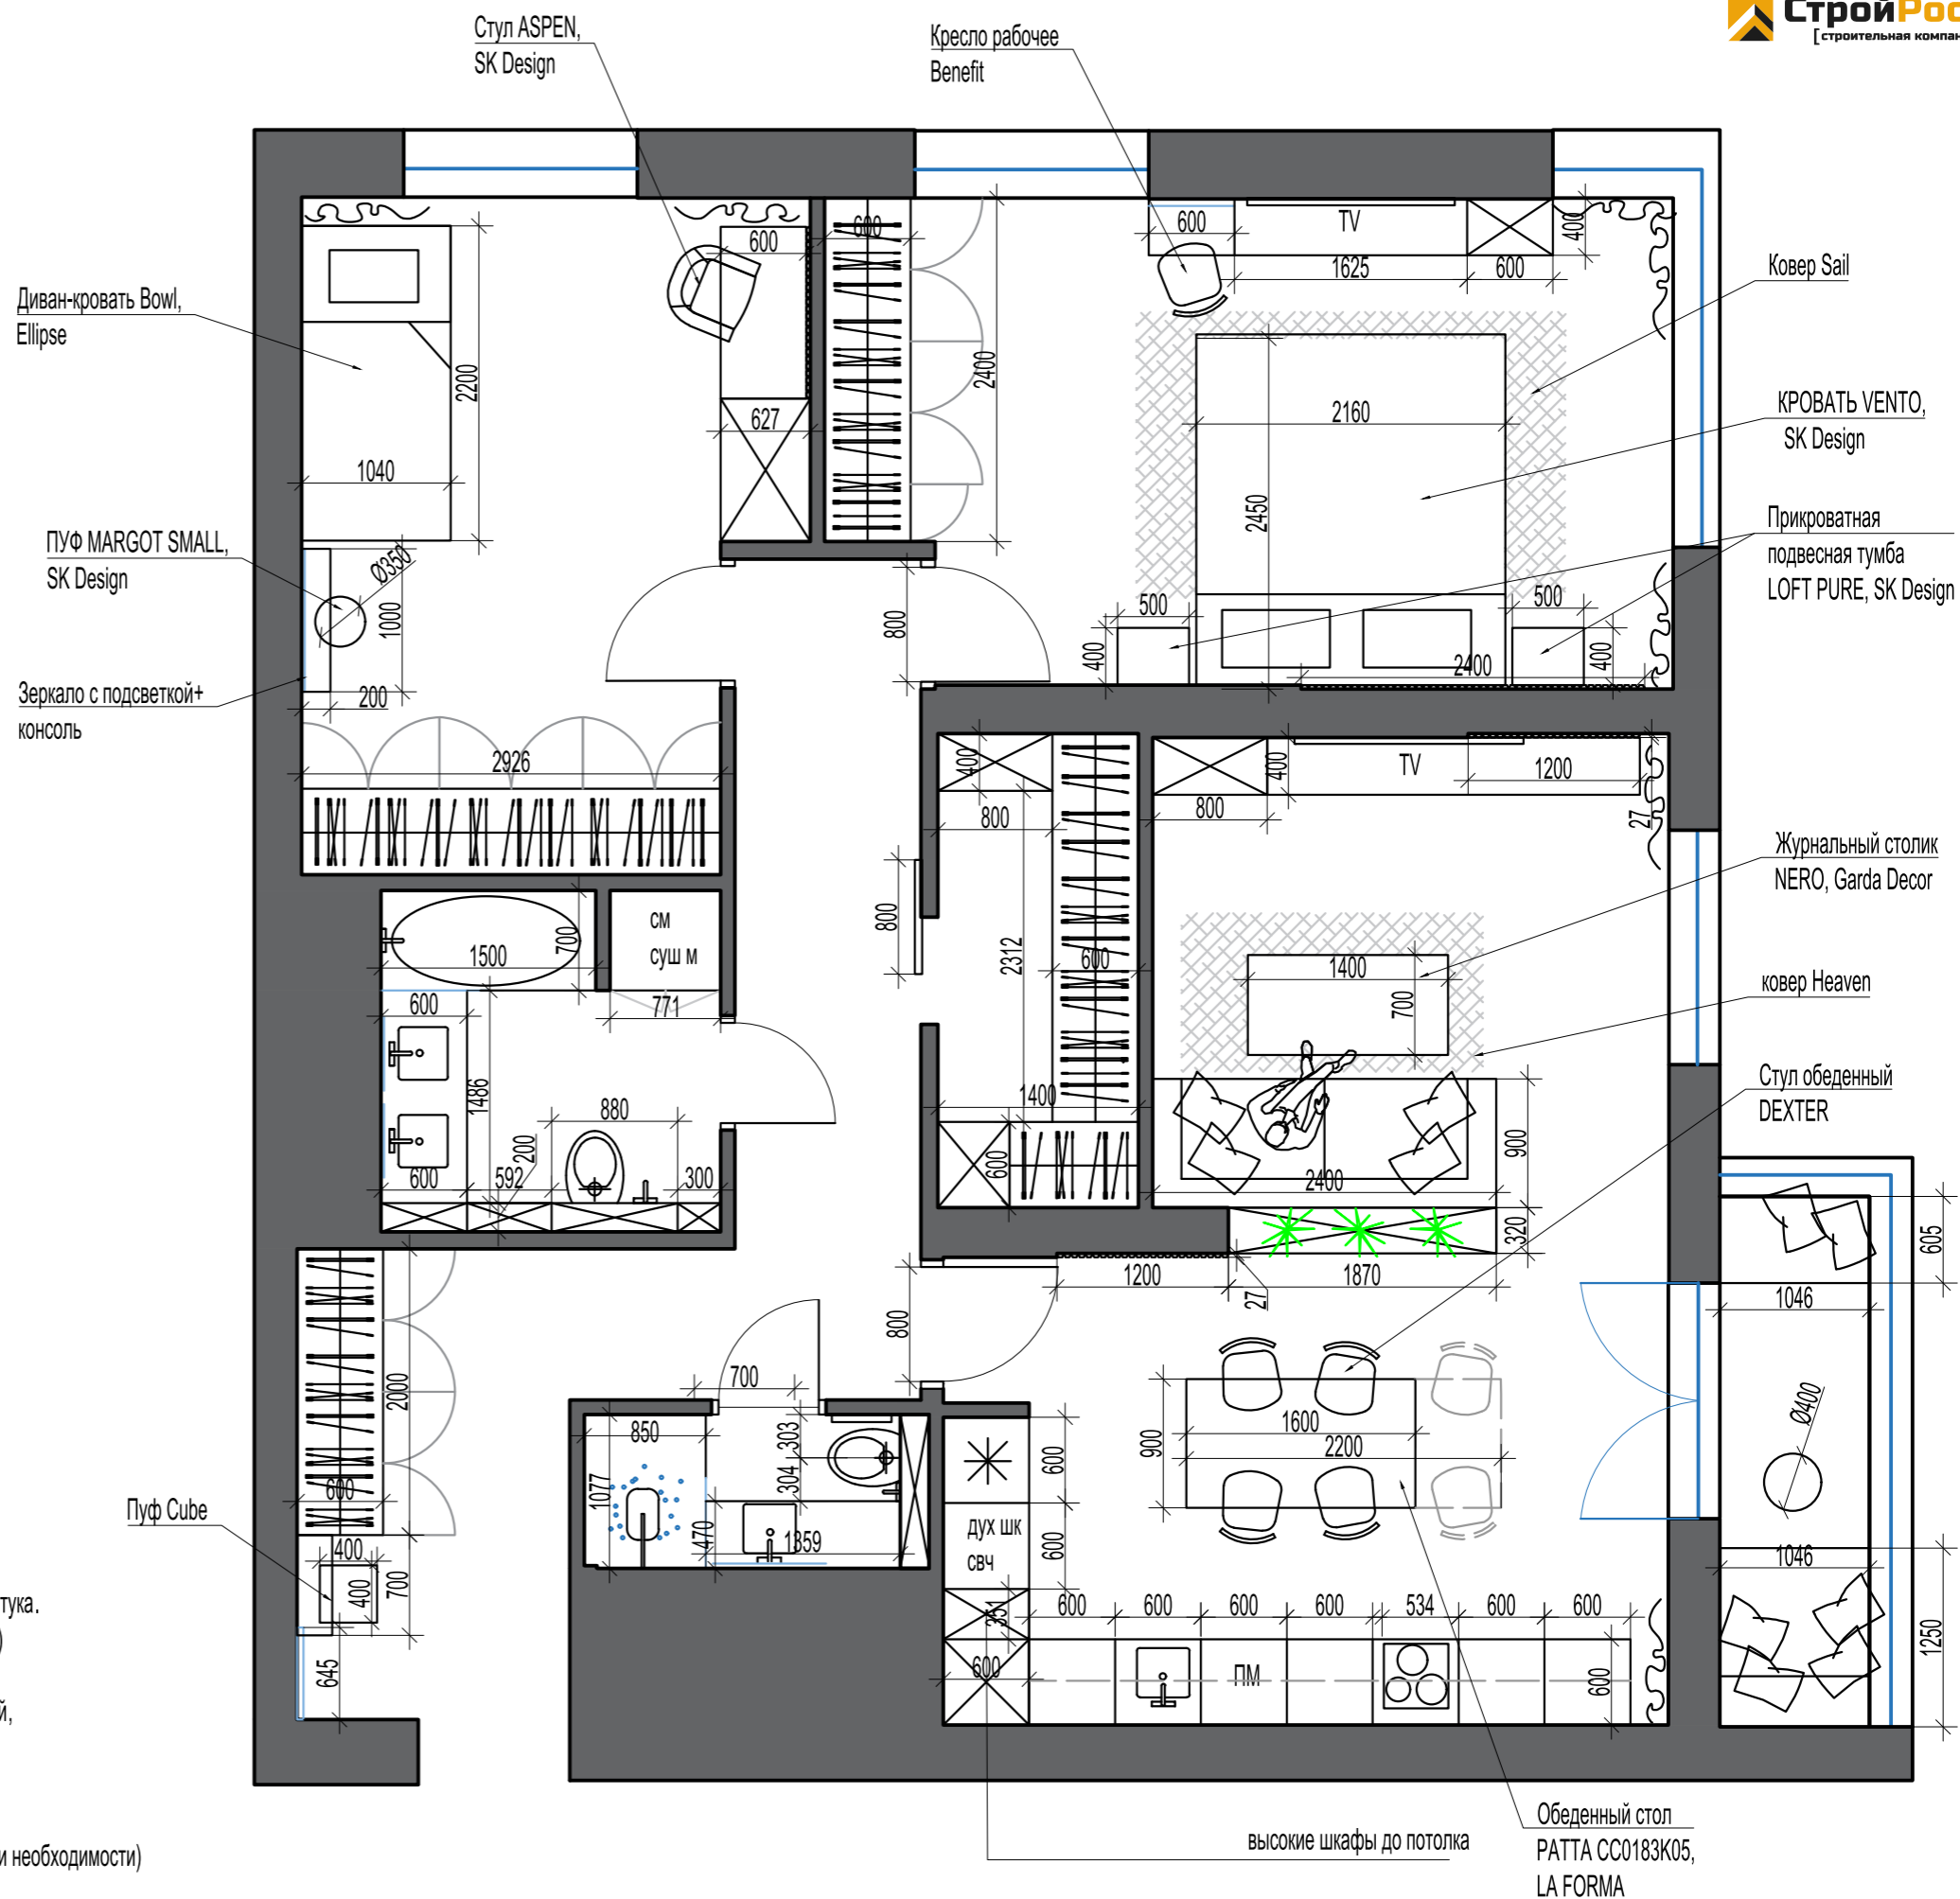 СтройРос
[строительная компан
Стул ASPEN,
SK Design
Кресло рабочее
Benefit
Диван-кровать Bowl,
Ellipse
ПУФ MARGOT SMALL,
SK Design
Зеркало с подсветкой+
консоль
Пуф Cube
тука.
)
й,
и необходимости)
Ковер Sail
КРОВАТЬ VENTO,
SK Design
Прикроватная
подвесная тумба
LOFT PURE, SK Design
Журнальный столик
NERO, Garda Decor
ковер Heaven
Стул обеденный
DEXTER
Обеденный стол
PATTA CC0183K05,
LA FORMA
высокие шкафы до потолка
600
2200
627
1040
Ø350
1000
200
2926
600
2400
600
TV
400
1625
600
2160
2450
500
400
500
400
2400
800
400
800
2312
600
1400
600
800
400
TV
1200
800
27
1400
700
900
2400
320
1200
27
1870
см
суш м
1500
700
771
600
1486
880
200
600
592
300
2000
600
400
400
700
645
700
850
303
304
1077
470
1359
800
600
дух шк
свч
600
351
600
600
600
600
600
534
600
600
600
ПМ
900
1600
2200
605
1046
Ø400
1046
1250